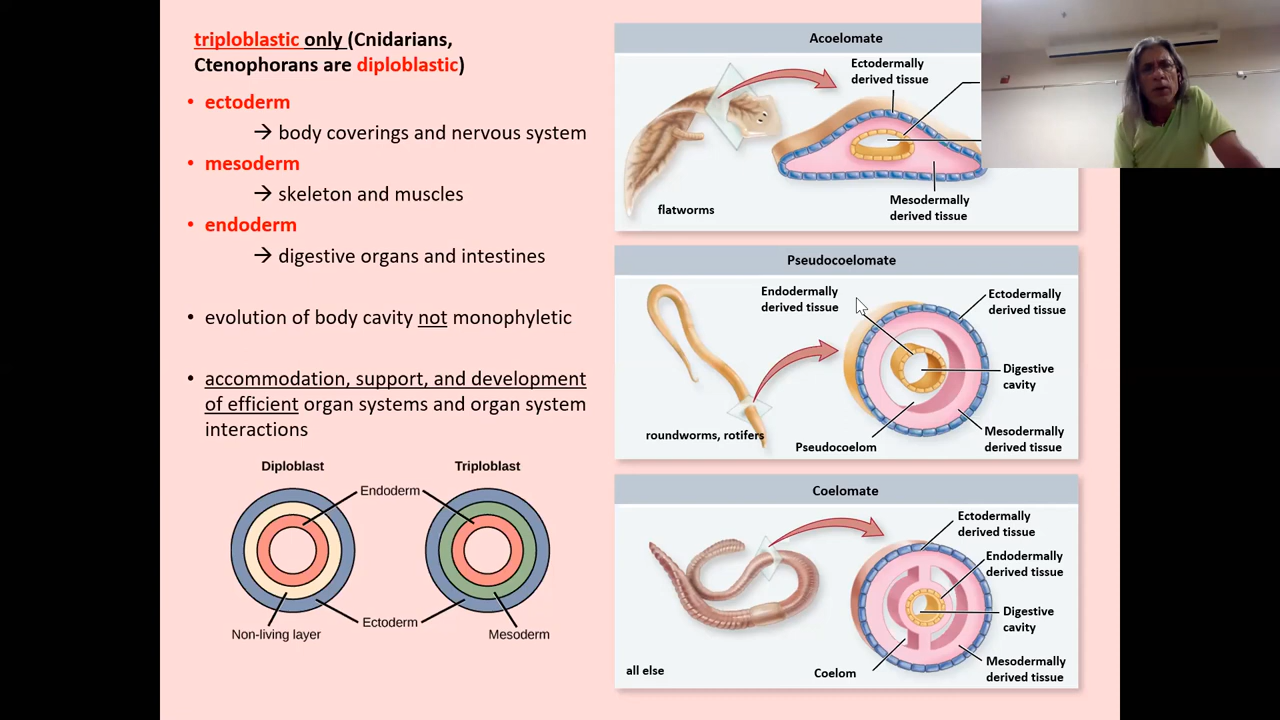 triploblastic only (Cnidarians,
Ctenophorans are diploblastic)
• ectoderm
→ body coverings and nervous system
• mesoderm
→ skeleton and muscles
• endoderm
→ digestive organs and intestines
• evolution of body cavity not monophyletic
• accommodation, support, and development
of efficient organ systems and organ system
interactions
Diploblast
Triploblast
Endoderm
Ectoderm
Non-living layer
Mesoderm
Acoelomate
Ectodermally
derived tissue
Mesodermally
derived tissue
flatworms
Pseudocoelomate
Endodermally
derived tissue
Ectodermally
derived tissue
Digestive
cavity
Mesodermally
derived tissue
roundworms, rotifers
Pseudocoelom
Coelomate
Ectodermally
derived tissue
Endodermally
derived tissue
Digestive
cavity
Mesodermally
derived tissue
all else
Coelom